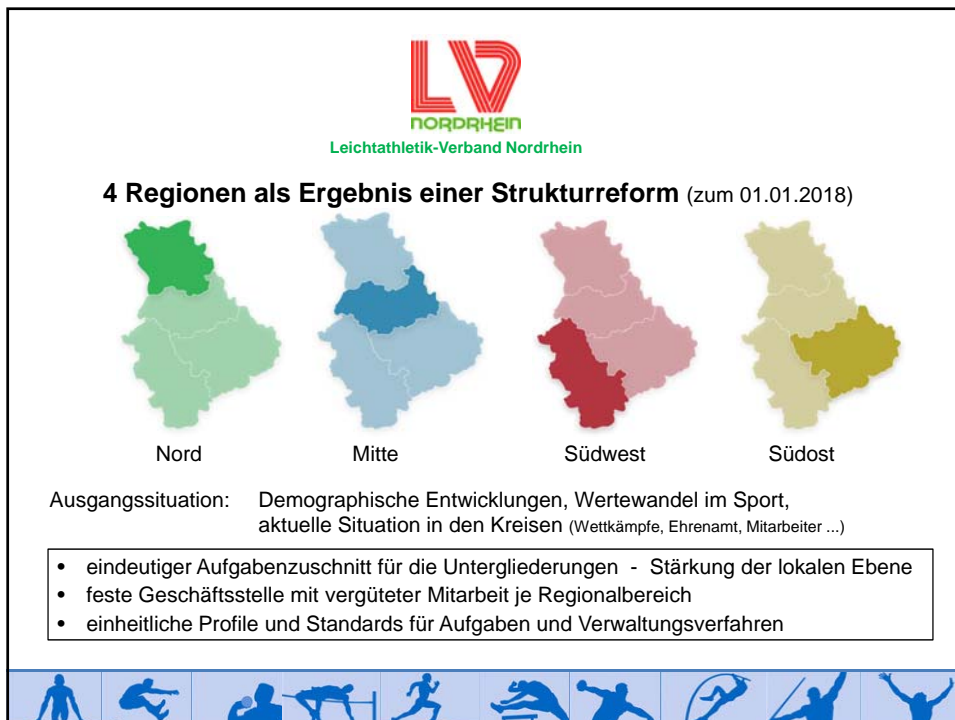 LV
NORDRHEIN
Leichtathletik-Verband Nordrhein
4 Regionen als Ergebnis einer Strukturreform (zum 01.01.2018)
Nord Mitte Südwest Südost
Ausgangssituation: Demographische Entwicklungen, Wertewandel im Sport,
aktuelle Situation in den Kreisen (Wettkämpfe, Ehrenamt, Mitarbeiter ...)
• eindeutiger Aufgabenzuschnitt für die Untergliederungen - Stärkung der lokalen Ebene
• feste Geschäftsstelle mit vergüteter Mitarbeit je Regionalbereich
• einheitliche Profile und Standards für Aufgaben und Verwaltungsverfahren